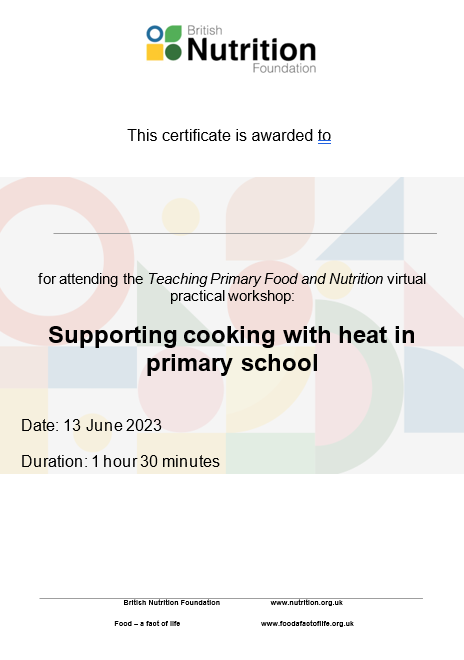 British
Nutrition
Foundation
This certificate is awarded to
for attending the Teaching Primary Food and Nutrition virtual
practical workshop:
Supporting cooking with heat in
primary school
Date: 13 June 2023
Duration: 1 hour 30 minutes
British Nutrition Foundation www.nutrition.org.uk
Food – a fact of life www.foodafactoflife.org.uk